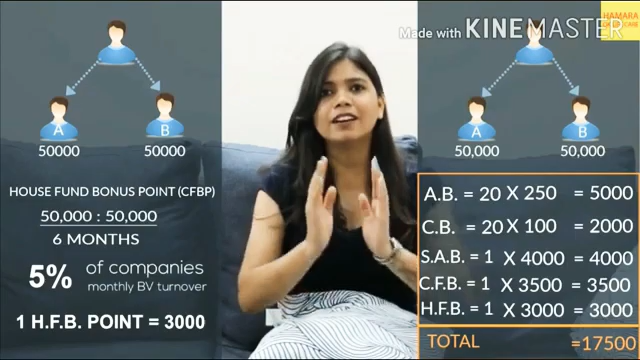 Made with KINEMASTER
HAMARA
A
B
50000
50000
HOUSE FUND BONUS POINT (CFBP)
50,000 : 50,000
6 MONTHS
5% of companies
monthly BV turnover
1 H.F.B. POINT = 3000
A
B
50,000
50,000
A.B. = 20 X 250 = 5000
C.B. = 20 X 100 = 2000
S.A.B. = 1 X 4000 = 4000
C.F.B. = 1 X 3500 = 3500
H.F.B. = 1 X 3000 = 3000
TOTAL =17500